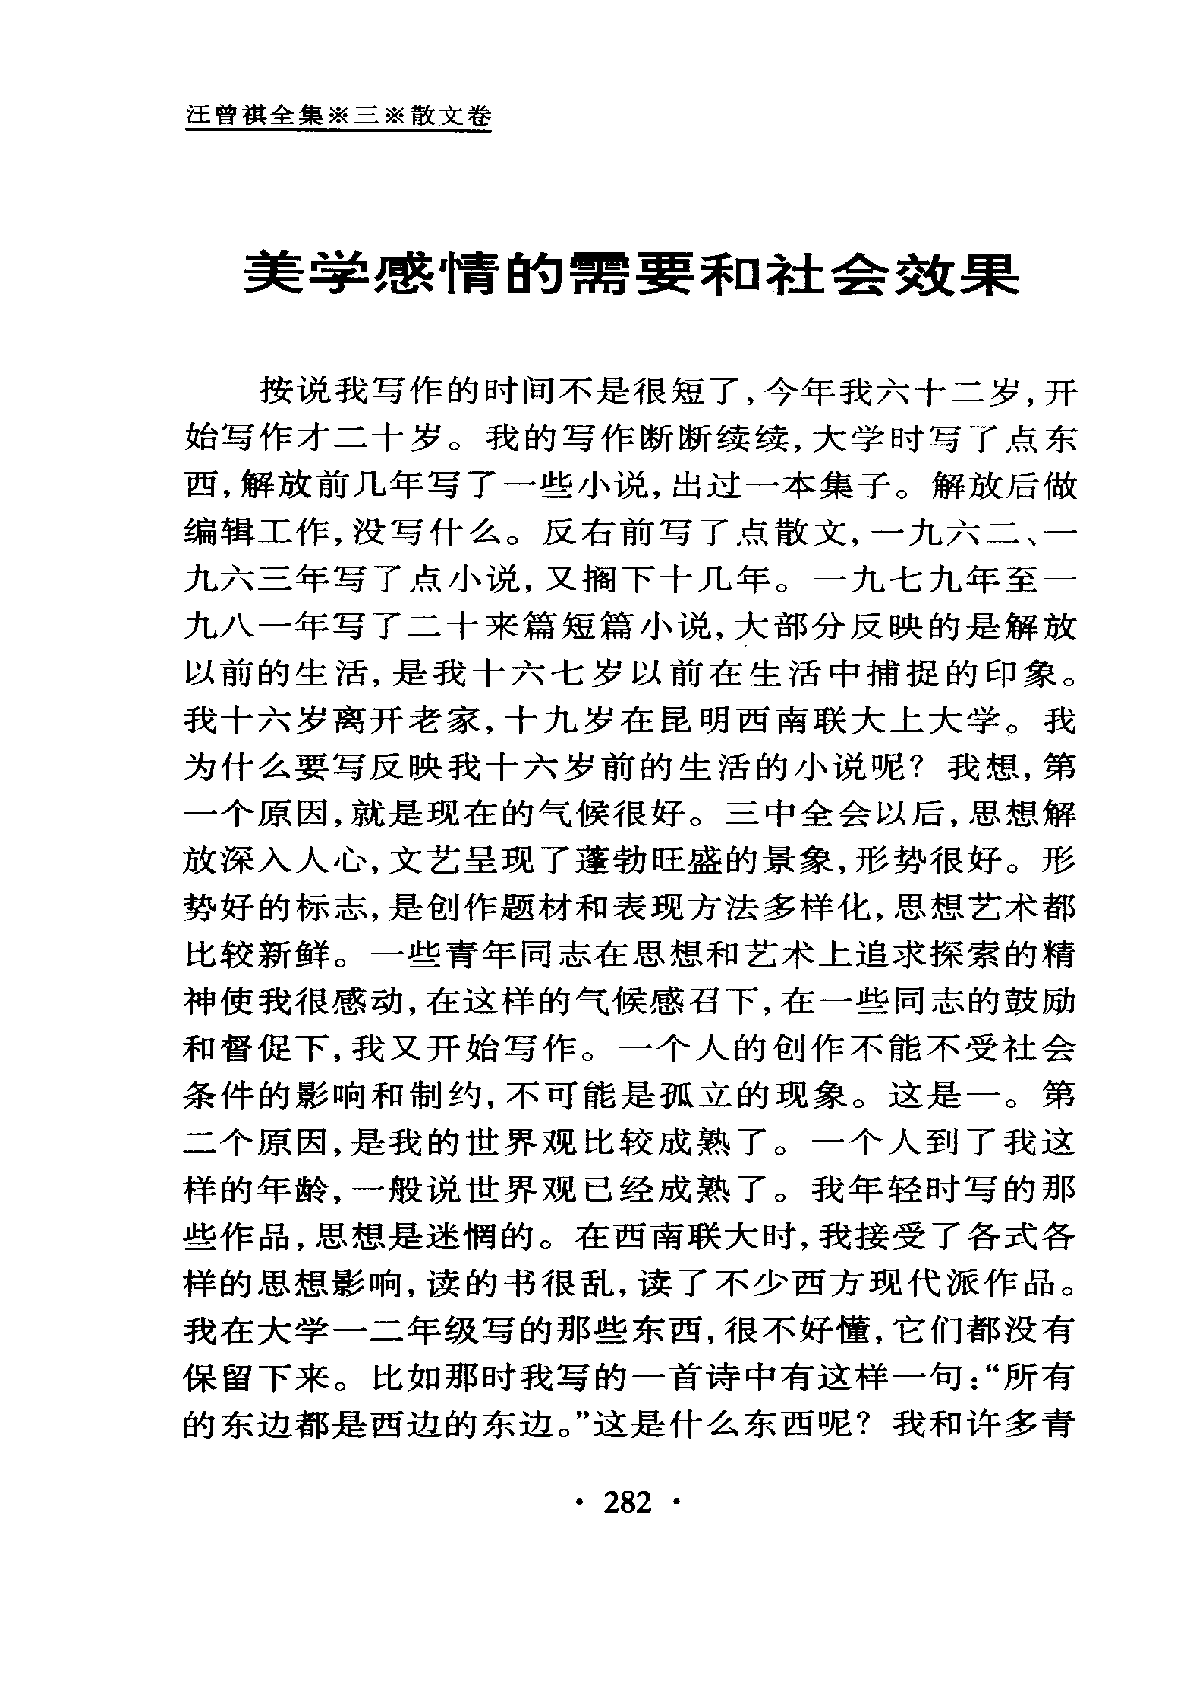 汪曾祺全集※三※散文卷
美学感情的需要和社会效果
按说我写作的时间不是很短了，今年我六十二岁，开
始写作才二十岁。我的写作断断续续，大学时写了点东
西，解放前几年写了一些小说，出过一本集子。解放后做
编辑工作，没写什么。反右前写了点散文，一九六二、一
九六三年写了点小说，又搁下十几年。一九七九年至一
九八一年写了二十来篇短篇小说，大部分反映的是解放
以前的生活，是我十六七岁以前在生活中捕捉的印象。
我十六岁离开老家，十九岁在昆明西南联大上大学。我
为什么要写反映我十六岁前的生活的小说呢？我想，第
一个原因，就是现在的气候很好。三中全会以后，思想解
放深入人心，文艺呈现了蓬勃旺盛的景象，形势很好。形
势好的标志，是创作题材和表现方法多样化，思想艺术都
比较新鲜。一些青年同志在思想和艺术上追求探索的精
神使我很感动，在这样的气候感召下，在一些同志的鼓励
和督促下，我又开始写作。一个人的创作不能不受社会
条件的影响和制约，不可能是孤立的现象。这是一。第
二个原因，是我的世界观比较成熟了。一个人到了我这
样的年龄，一般说世界观已经成熟了。我年轻时写的那
些作品，思想是迷惘的。在西南联大时，我接受了各式各
样的思想影响，读的书很乱，读了不少西方现代派作品。
我在大学一二年级写的那些东西，很不好懂，它们都没有
保留下来。比如那时我写的一首诗中有这样一句：“所有
的东边都是西边的东边。”这是什么东西呢？我和许多青
· 282 ·